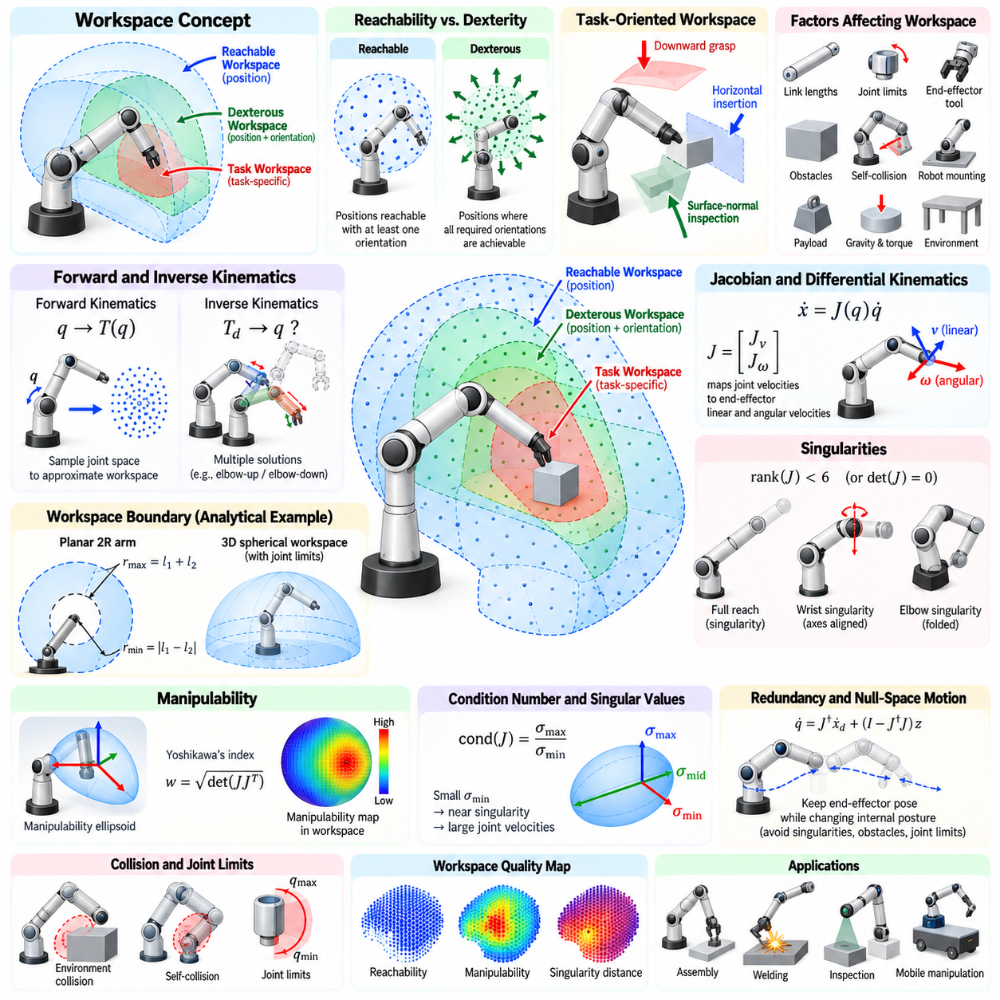 Workspace Concept
Reachable
Workspace
(position)
Dexterous
Workspace
(position + orientation)
Task Workspace
(task-specific)
Reachability vs. Dexterity
Reachable
Positions reachable
with at least one
orientation
Dexterous
Positions where
all required orientations
are achievable
Task-Oriented Workspace
Downward grasp
Horizontal
insertion
Surface-normal
inspection
Factors Affecting Workspace
Link lengths
Joint limits
End-effector
tool
Obstacles
Self-collision
Robot mounting
Payload
Gravity & torque
Environment
Forward and Inverse Kinematics
Forward Kinematics
q → T(q)
q
Sample joint space
to approximate workspace
Inverse Kinematics
T_d → q ?
Multiple solutions
(e.g., elbow-up / elbow-down)
Reachable Workspace
(position)
Dexterous Workspace
(position + orientation)
Task Workspace
(task-specific)
Jacobian and Differential Kinematics
ẋ = J(q)q̇
J = [J_v J_ω]
maps joint velocities
to end-effector
linear and angular velocities
v (linear)
ω (angular)
Singularities
rank(J) < 6 (or det(J) = 0)
Full reach
(singularity)
Wrist singularity
(axes aligned)
Elbow singularity
(folded)
Workspace Boundary (Analytical Example)
Planar 2R arm
r_max = l₁ + l₂
r_min = |l₁ − l₂|
3D spherical workspace
(with joint limits)
Manipulability
Manipulability ellipsoid
Yoshikawa's index
w = √det(JJᵀ)
High
Low
Manipulability map
in workspace
Condition Number and Singular Values
cond(J) = σ_max / σ_min
Small σ_min
→ near singularity
→ large joint velocities
σ_max
σ_mid
σ_min
Redundancy and Null-Space Motion
q̇ = J†ẋ_d + (I − J†J) z
Keep end-effector pose
while changing internal posture
(avoid singularities, obstacles, joint limits)
Collision and Joint Limits
Environment
collision
Self-collision
q_max
q_min
Joint limits
Workspace Quality Map
Reachability
Manipulability
Singularity distance
Applications
Assembly
Welding
Inspection
Mobile manipulation